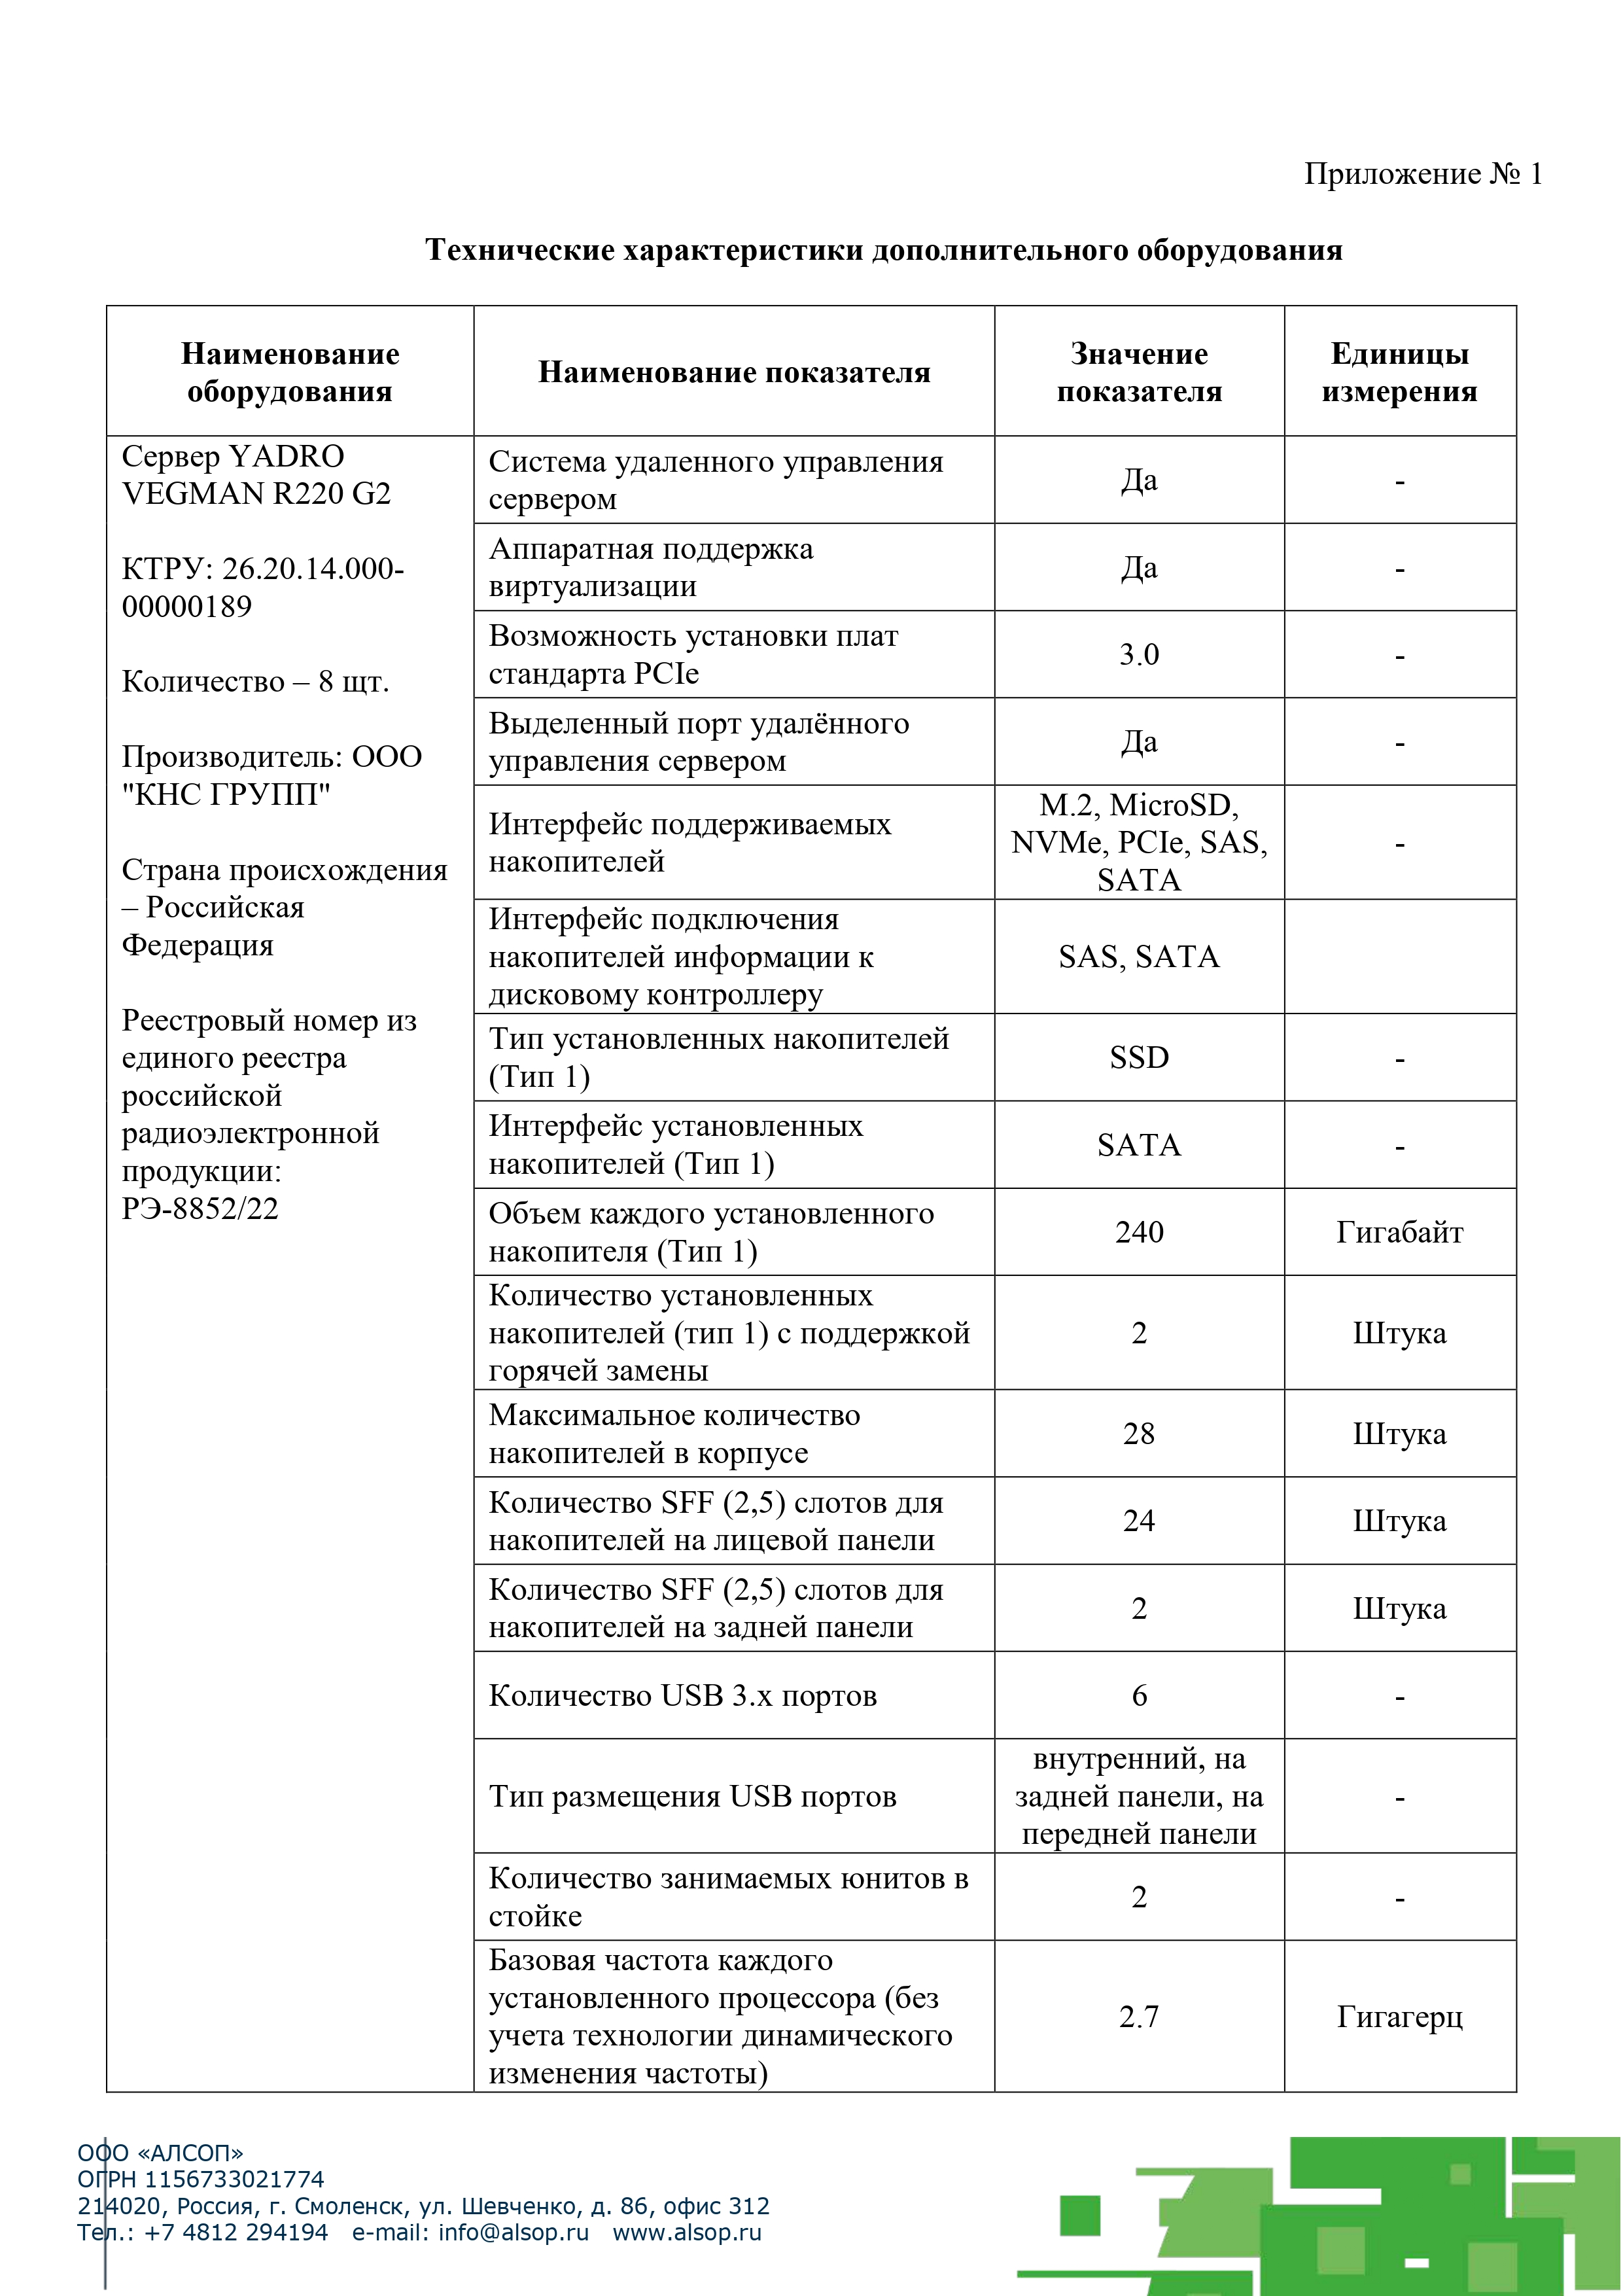 Приложение № 1
Технические характеристики дополнительного оборудования
Наименование
оборудования
Наименование показателя
Значение
показателя
Единицы
измерения
Сервер YADRO
VEGMAN R220 G2
КТРУ: 26.20.14.000-
00000189
Количество – 8 щт.
Производитель: ООО
"КНС ГРУПП"
Страна происхождения
– Российская
Федерация
Реестровый номер из
единого реестра
российской
радиоэлектронной
продукции:
РЭ-8852/22
Система удаленного управления
сервером
Да
-
Аппаратная поддержка
виртуализации
Да
-
Возможность установки плат
стандарта PCIe
3.0
-
Выделенный порт удалённого
управления сервером
Да
-
Интерфейс поддерживаемых
накопителей
M.2, MicroSD,
NVMe, PCIe, SAS,
SATA
-
Интерфейс подключения
накопителей информации к
дисковому контроллеру
SAS, SATA
Тип установленных накопителей
(Тип 1)
SSD
-
Интерфейс установленных
накопителей (Тип 1)
SATA
-
Объем каждого установленного
накопителя (Тип 1)
240
Гигабайт
Количество установленных
накопителей (тип 1) с поддержкой
горячей замены
2
Штука
Максимальное количество
накопителей в корпусе
28
Штука
Количество SFF (2,5) слотов для
накопителей на лицевой панели
24
Штука
Количество SFF (2,5) слотов для
накопителей на задней панели
2
Штука
Количество USB 3.x портов
6
-
Тип размещения USB портов
внутренний, на
задней панели, на
передней панели
-
Количество занимаемых юнитов в
стойке
2
-
Базовая частота каждого
установленного процессора (без
учета технологии динамического
изменения частоты)
2.7
Гигагерц
ООО «АЛСОП»
ОГРН 1156733021774
214020, Россия, г. Смоленск, ул. Шевченко, д. 86, офис 312
Тел.: +7 4812 294194 e-mail: info@alsop.ru www.alsop.ru